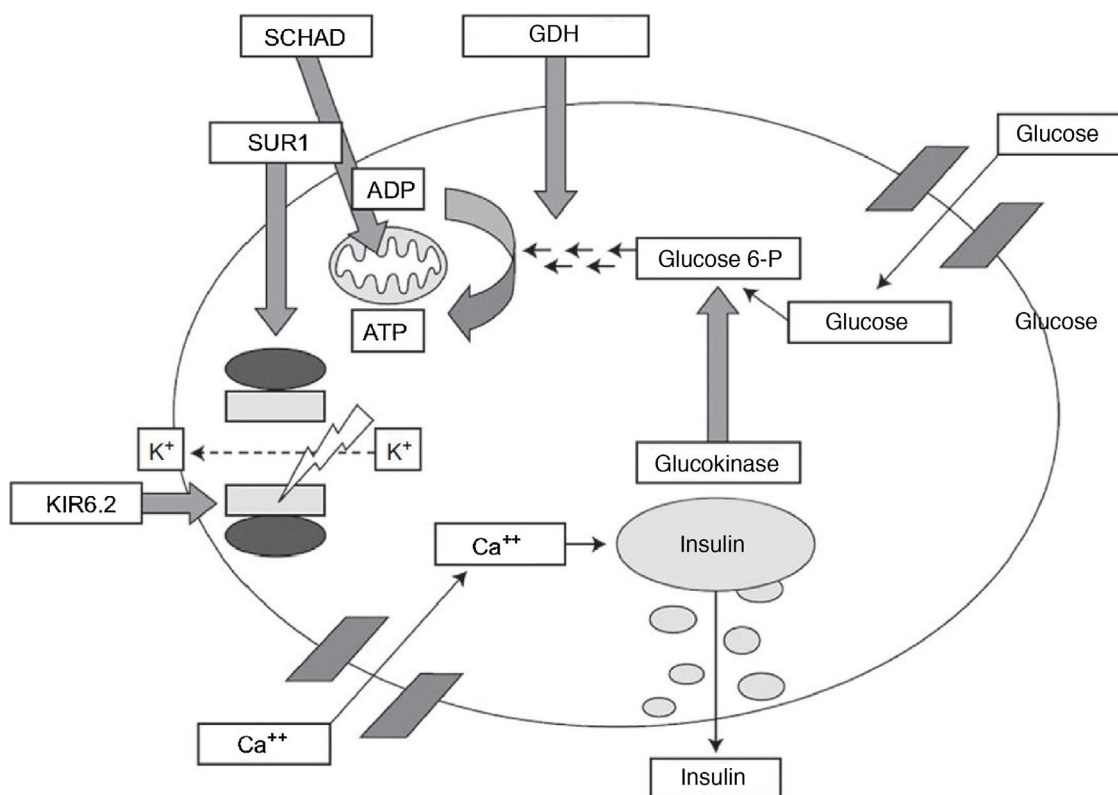 SCHAD
GDH
SUR1
Glucose
ADP
Glucose 6-P
Glucose
Glucose
ATP
K⁺
K⁺
Glucokinase
KIR6.2
Ca⁺⁺
Insulin
Ca⁺⁺
Insulin